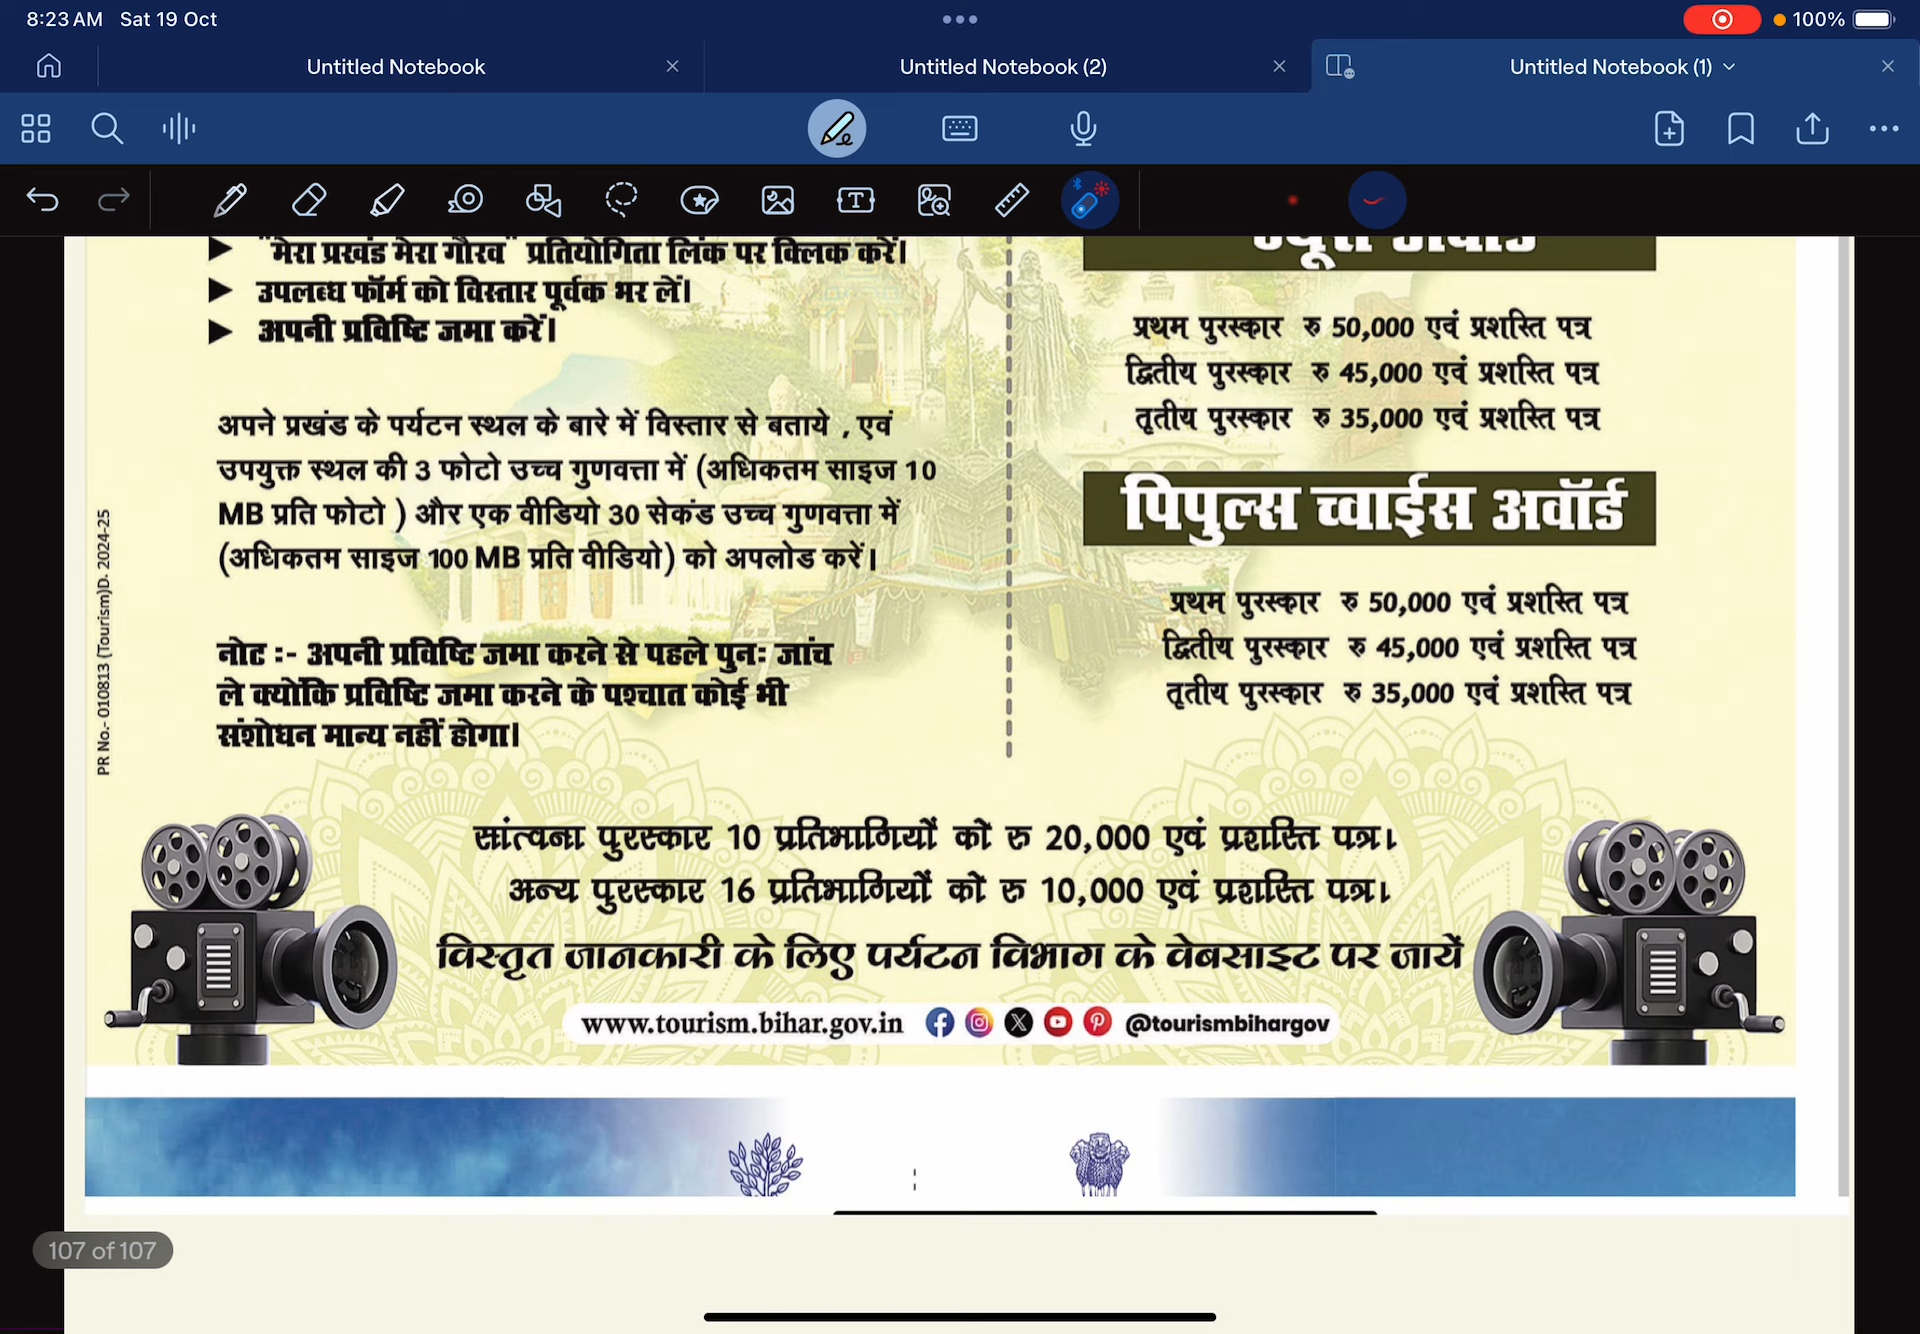 8:23 AM Sat 19 Oct
100%
Untitled Notebook
Untitled Notebook (2)
Untitled Notebook (1)
"मेरा प्रखंड मेरा गौरव" प्रतियोगिता लिंक पर क्लिक करें।
उपलब्ध फॉर्म को विस्तार पूर्वक भर लें।
अपनी प्रविष्टि जमा करें।
अपने प्रखंड के पर्यटन स्थल के बारे में विस्तार से बताये , एवं
उपयुक्त स्थल की 3 फोटो उच्च गुणवत्ता में (अधिकतम साइज 10
MB प्रति फोटो ) और एक वीडियो 30 सेकंड उच्च गुणवत्ता में
(अधिकतम साइज 100 MB प्रति वीडियो) को अपलोड करें।
नोट :- अपनी प्रविष्टि जमा करने से पहले पुनः जांच
ले क्योंकि प्रविष्टि जमा करने के पश्चात कोई भी
संशोधन मान्य नहीं होगा।
PR No.- 010813 (Tourism)D. 2024-25
प्रथम पुरस्कार रु 50,000 एवं प्रशस्ति पत्र
द्वितीय पुरस्कार रु 45,000 एवं प्रशस्ति पत्र
तृतीय पुरस्कार रु 35,000 एवं प्रशस्ति पत्र
पिपुल्स च्वाईस अवॉर्ड
प्रथम पुरस्कार रु 50,000 एवं प्रशस्ति पत्र
द्वितीय पुरस्कार रु 45,000 एवं प्रशस्ति पत्र
तृतीय पुरस्कार रु 35,000 एवं प्रशस्ति पत्र
सांत्वना पुरस्कार 10 प्रतिभागियों को रु 20,000 एवं प्रशस्ति पत्र।
अन्य पुरस्कार 16 प्रतिभागियों को रु 10,000 एवं प्रशस्ति पत्र।
विस्तृत जानकारी के लिए पर्यटन विभाग के वेबसाइट पर जायें
www.tourism.bihar.gov.in @tourismbihargov
107 of 107